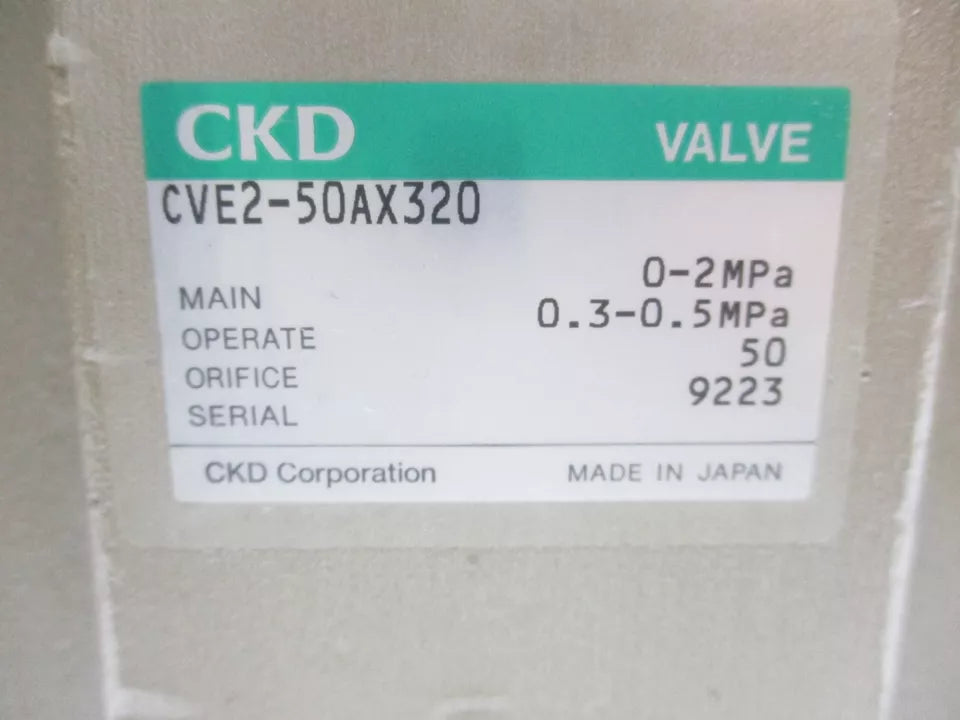 CKD VALVE
CVE2-50AX320
MAIN 0-2MPa
OPERATE 0.3-0.5MPa
ORIFICE 50
SERIAL 9223
CKD Corporation MADE IN JAPAN